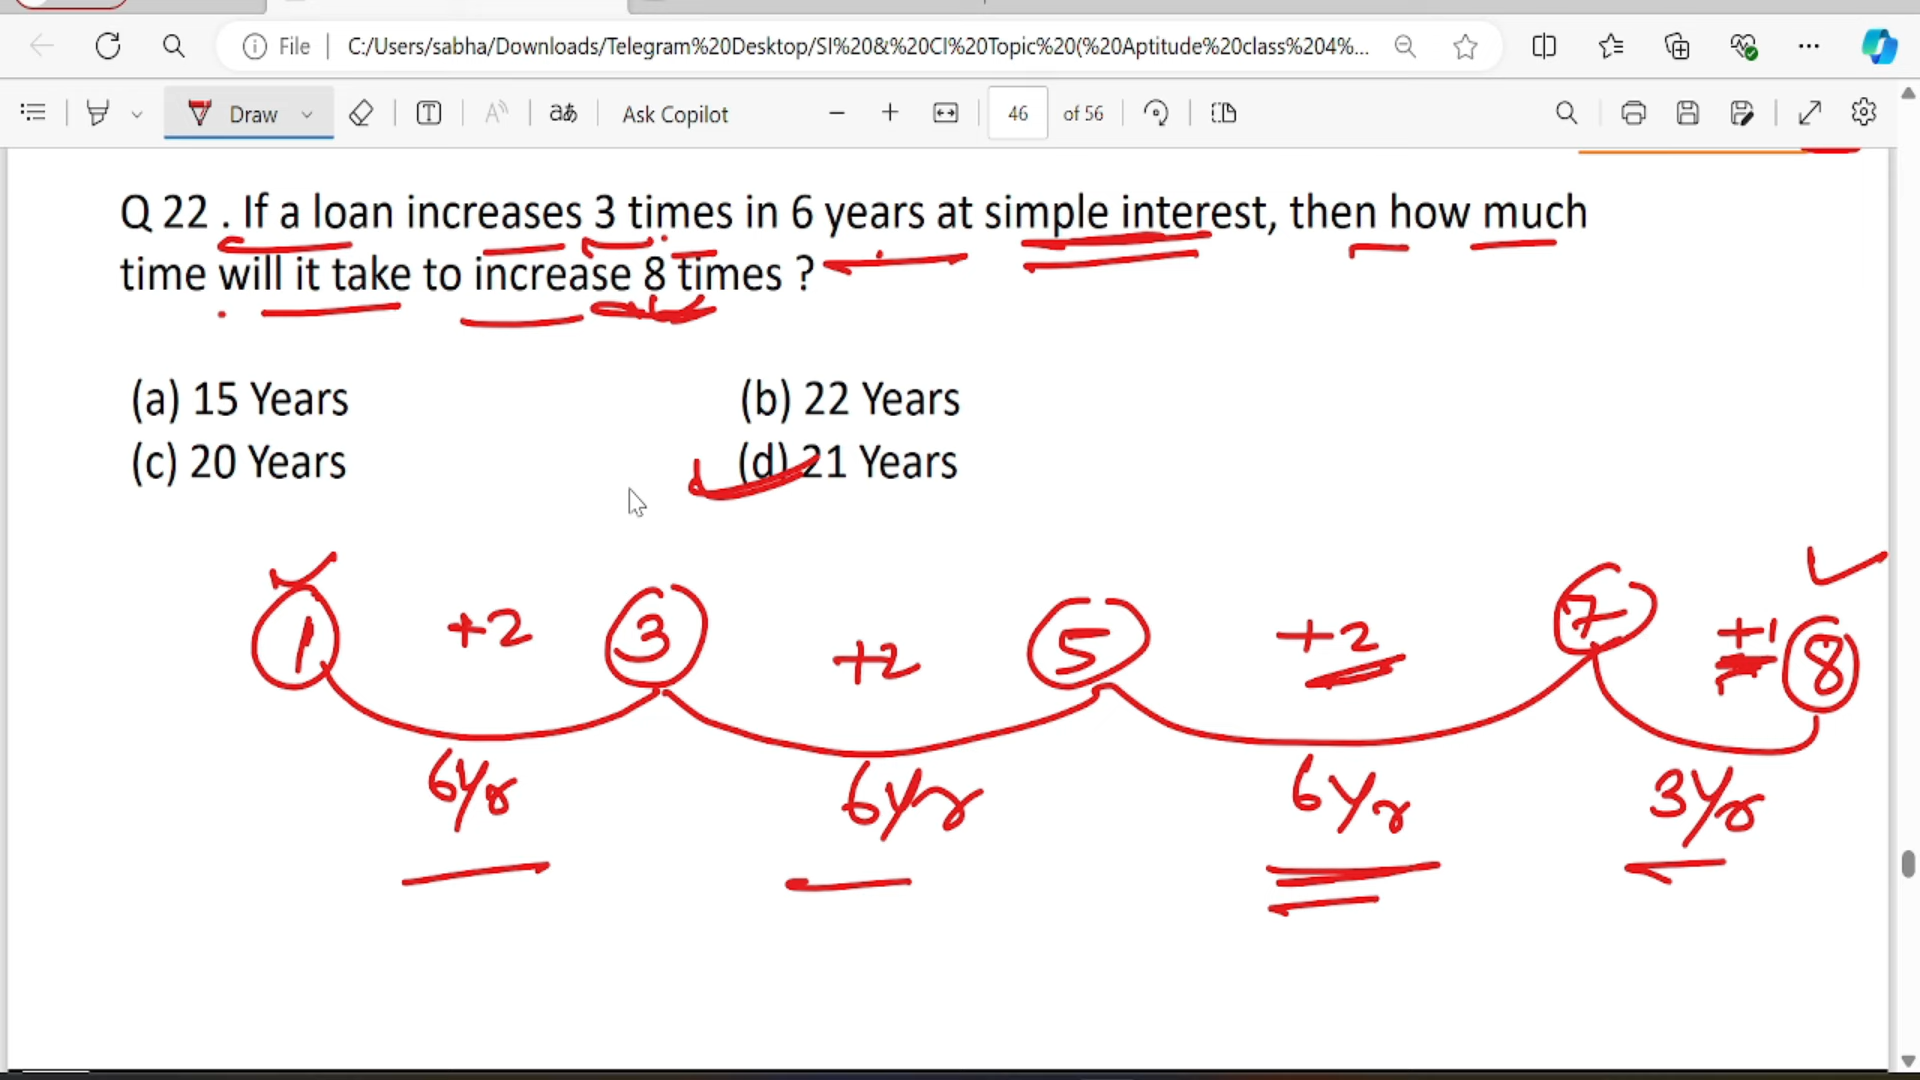 File
C:/Users/sabha/Downloads/Telegram%20Desktop/SI%20&%20CI%20Topic%20(%20Aptitude%20class%204%...
Draw
A
aあ
Ask Copilot
46
of 56
Q 22 . If a loan increases 3 times in 6 years at simple interest, then how much
time will it take to increase 8 times ?
(a) 15 Years
(b) 22 Years
(c) 20 Years
(d) 21 Years
1 +2 3 +2 5 +2 7 +1 8
6yr 6yr 6yr 3yr